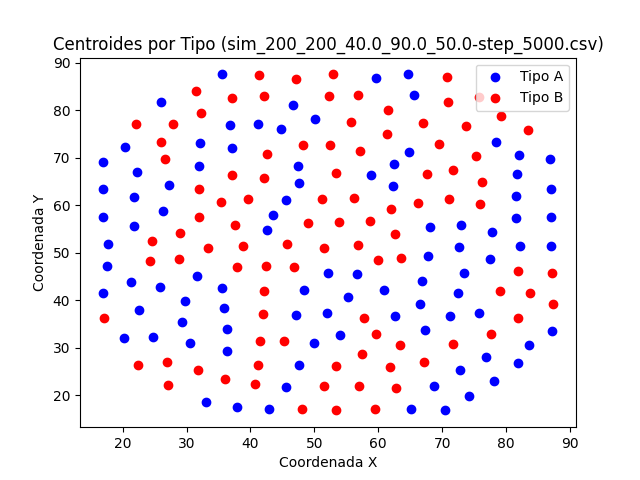 Centroides por Tipo (sim_200_200_40.0_90.0_50.0-step_5000.csv)
Tipo A
Tipo B
90
80
70
60
50
40
30
20
Coordenada Y
20 30 40 50 60 70 80 90
Coordenada X